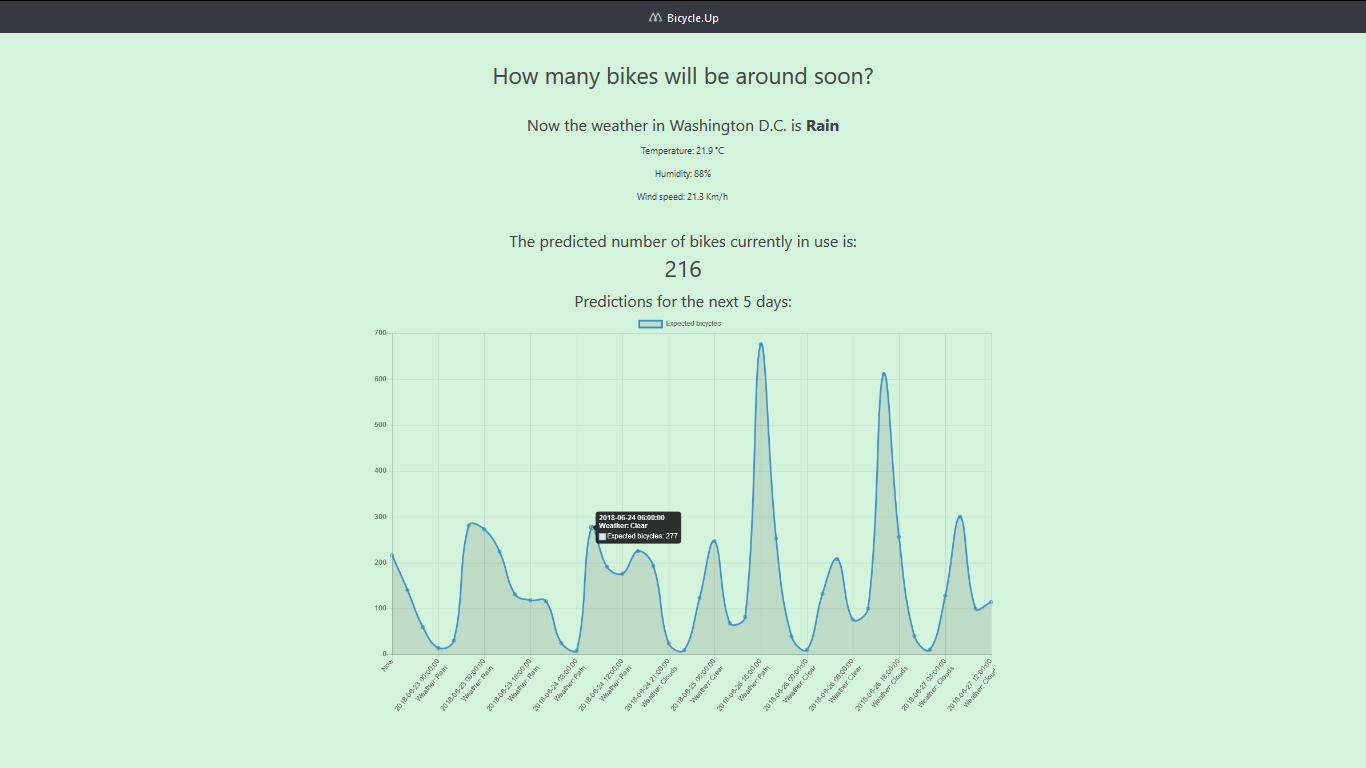 Bicycle.Up
How many bikes will be around soon?
Now the weather in Washington D.C. is Rain
Temperature: 21.9 °C
Humidity: 88%
Wind speed: 21.3 Km/h
The predicted number of bikes currently in use is:
216
Predictions for the next 5 days:
Expected bicycles
700
600
500
400
300
200
100
0
2018-06-24 06:00:00
Weather: Clear
Expected bicycles: 277
Now
2018-06-23 00:00:00
Weather: Rain
2018-06-23 09:00:00
Weather: Rain
2018-06-23 18:00:00
Weather: Rain
2018-06-24 03:00:00
Weather: Rain
2018-06-24 12:00:00
Weather: Rain
2018-06-24 21:00:00
Weather: Clouds
2018-06-25 06:00:00
Weather: Clear
2018-06-25 15:00:00
Weather: Rain
2018-06-26 00:00:00
Weather: Clear
2018-06-26 09:00:00
Weather: Clear
2018-06-26 18:00:00
Weather: Clouds
2018-06-27 03:00:00
Weather: Clouds
2018-06-27 12:00:00
Weather: Clouds